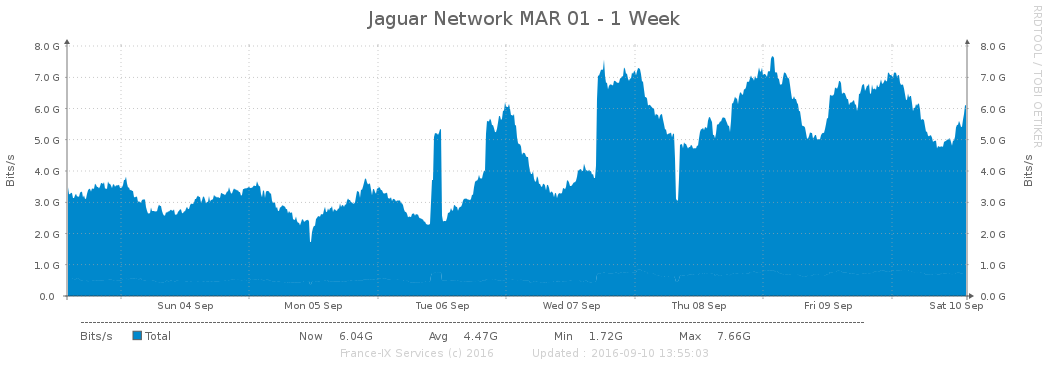 Jaguar Network MAR 01 - 1 Week
RRDTOOL / TOBI OETIKER
Bits/s
8.0 G 8.0 G
7.0 G 7.0 G
6.0 G 6.0 G
5.0 G 5.0 G
4.0 G 4.0 G
3.0 G 3.0 G
2.0 G 2.0 G
1.0 G 1.0 G
0.0 0.0 G
Bits/s
Sun 04 Sep Mon 05 Sep Tue 06 Sep Wed 07 Sep Thu 08 Sep Fri 09 Sep Sat 10 Sep
Bits/s Total Now 6.04G Avg 4.47G Min 1.72G Max 7.66G
France-IX Services (c) 2016 Updated : 2016-09-10 13:55:03